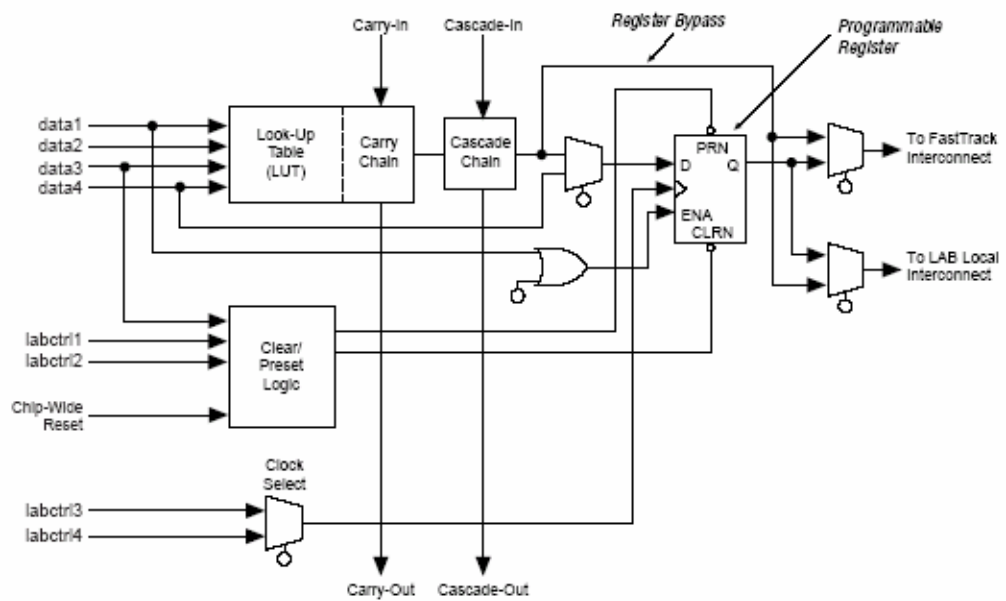 Carry-In
Cascade-In
Register Bypass
Programmable
Register
data1
data2
data3
data4
Look-Up
Table
(LUT)
Carry
Chain
Cascade
Chain
PRN
D
Q
ENA
CLRN
To FastTrack
Interconnect
To LAB Local
Interconnect
labctrl1
labctrl2
Clear/
Preset
Logic
Chip-Wide
Reset
Clock
Select
labctrl3
labctrl4
Carry-Out
Cascade-Out